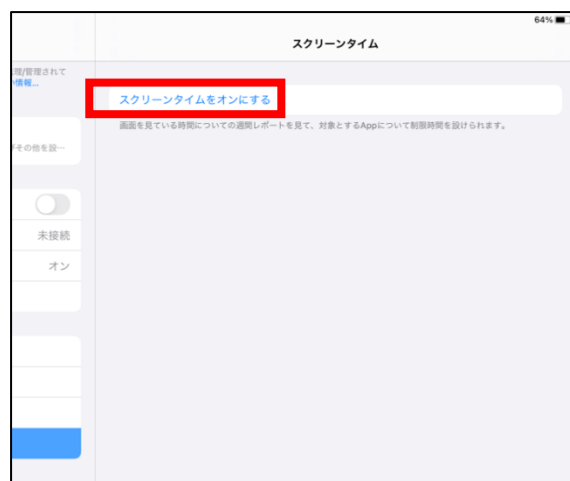 64%
スクリーンタイム
理/管理されて
情報...
スクリーンタイムをオンにする
画面を見ている時間についての週間レポートを見て、対象とするAppについて制限時間を設けられます。
その他を設…
未接続
オン